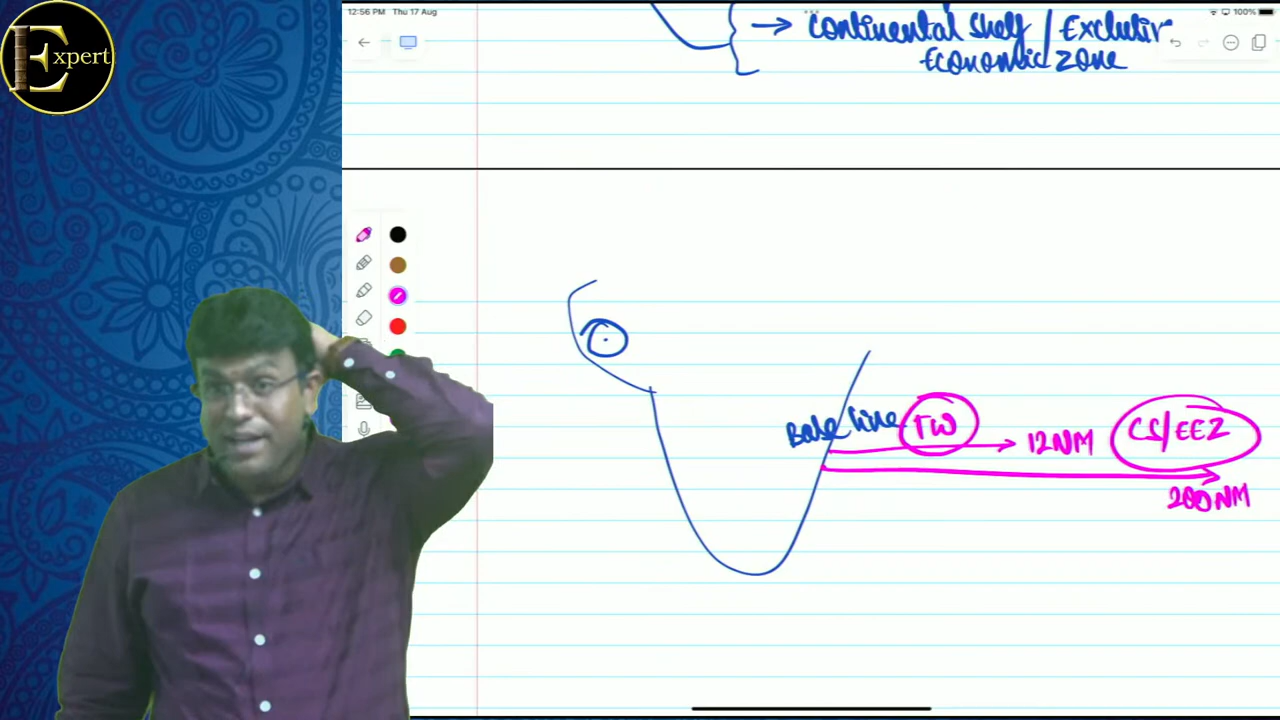 Expert
12:56 PM Thu 17 Aug
100%
→ Continental Shelf / Exclusive
Economic Zone
Base line
TW
12NM
CS/EEZ
200NM